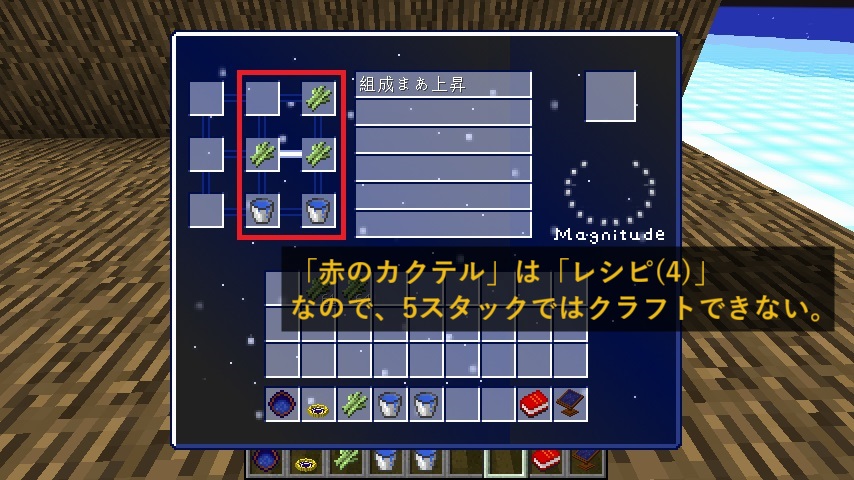 組成まあ上昇
Magnitude
「赤のカクテル」は「レシピ(4)」
なので、5スタックではクラフトできない。